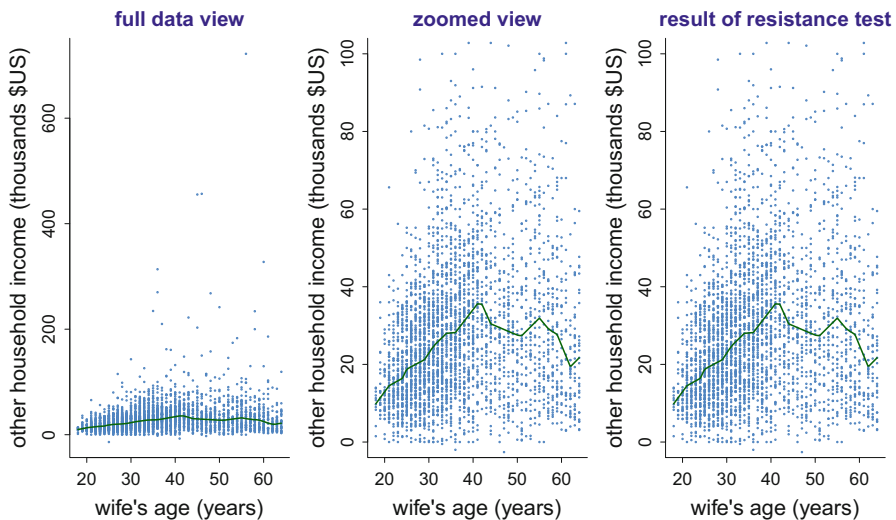 full data view
other household income (thousands $US)
600
400
200
0
20 30 40 50 60
wife's age (years)
zoomed view
other household income (thousands $US)
100
80
60
40
20
0
20 30 40 50 60
wife's age (years)
result of resistance test
other household income (thousands $US)
100
80
60
40
20
0
20 30 40 50 60
wife's age (years)